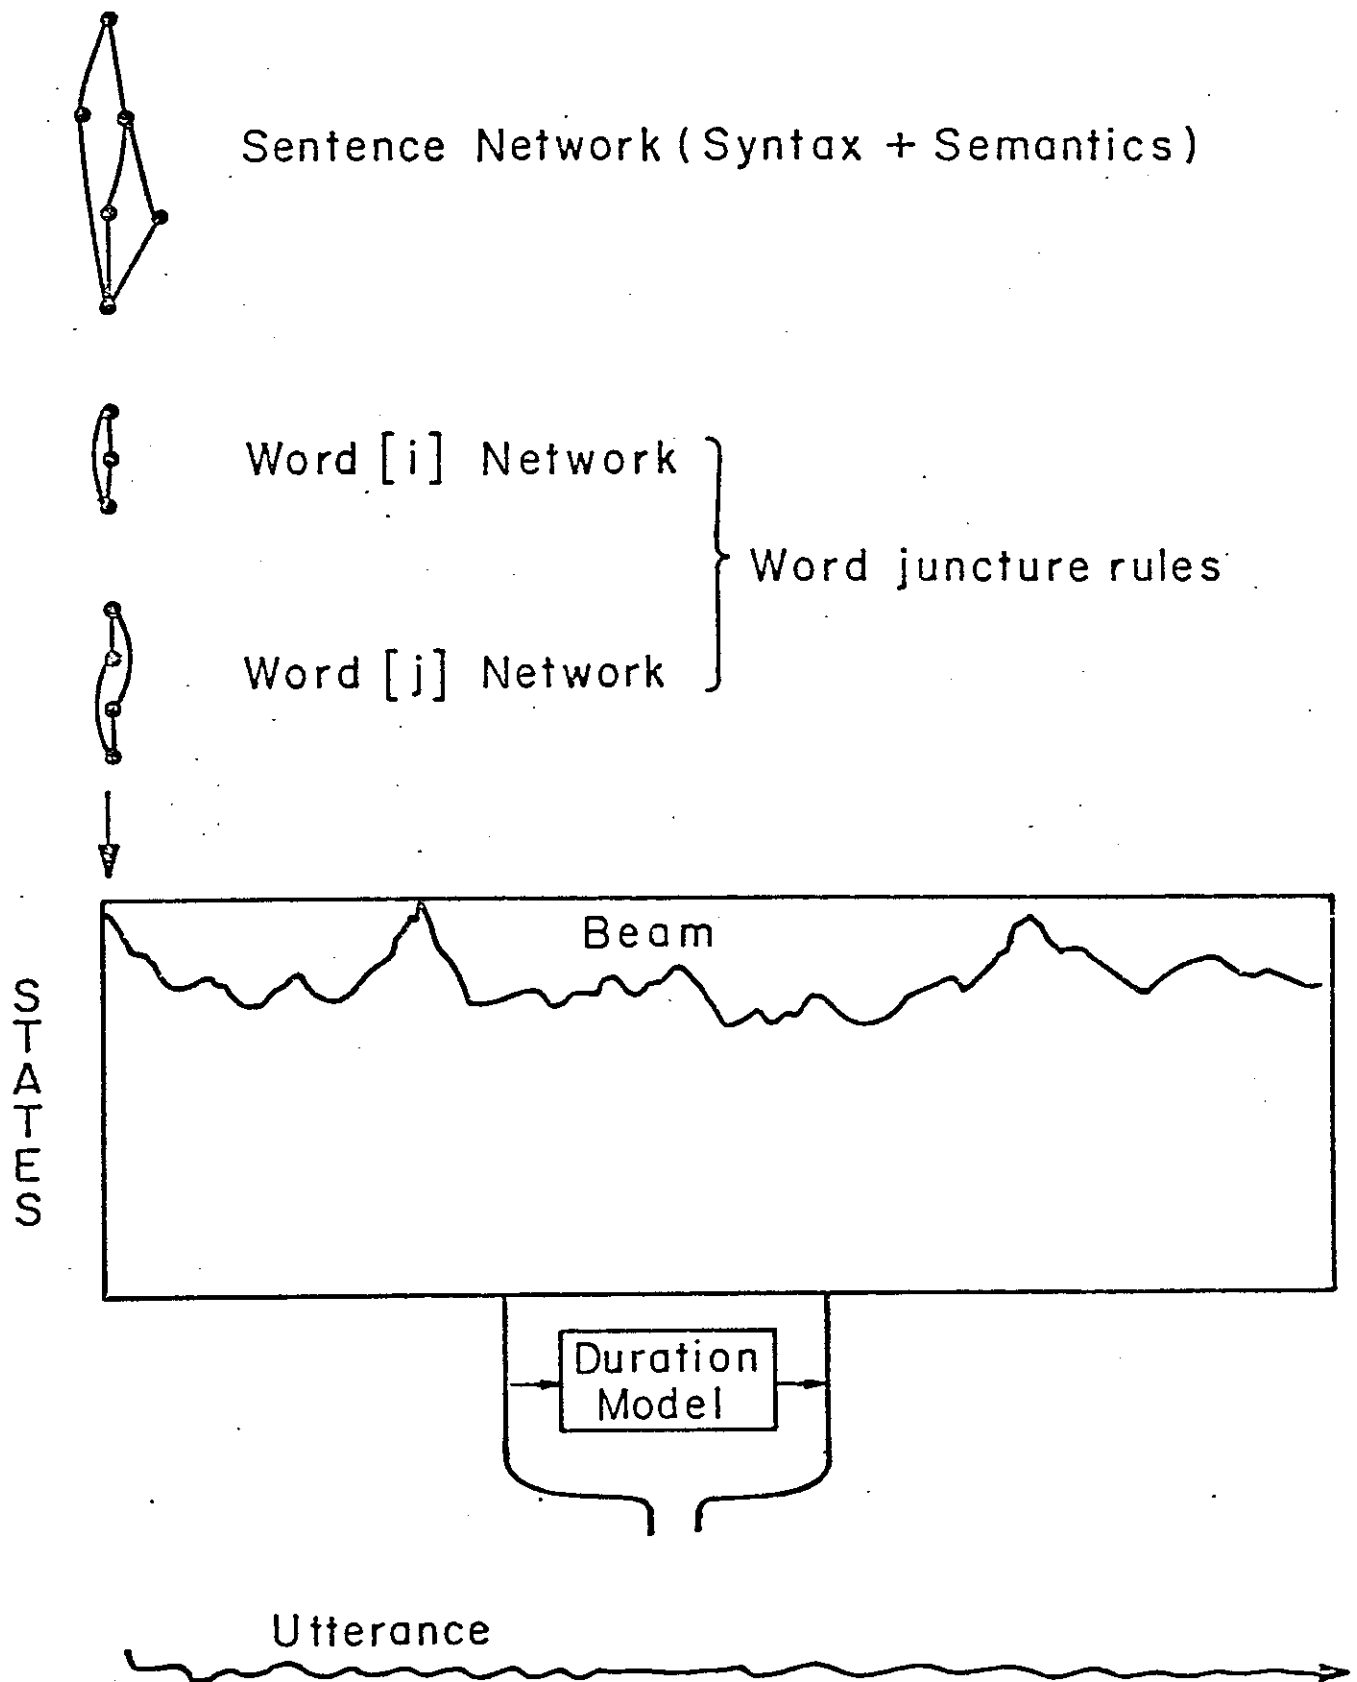 Sentence Network (Syntax + Semantics)
Word [i] Network
Word juncture rules
Word [j] Network
Beam
STATES
Duration
Model
Utterance